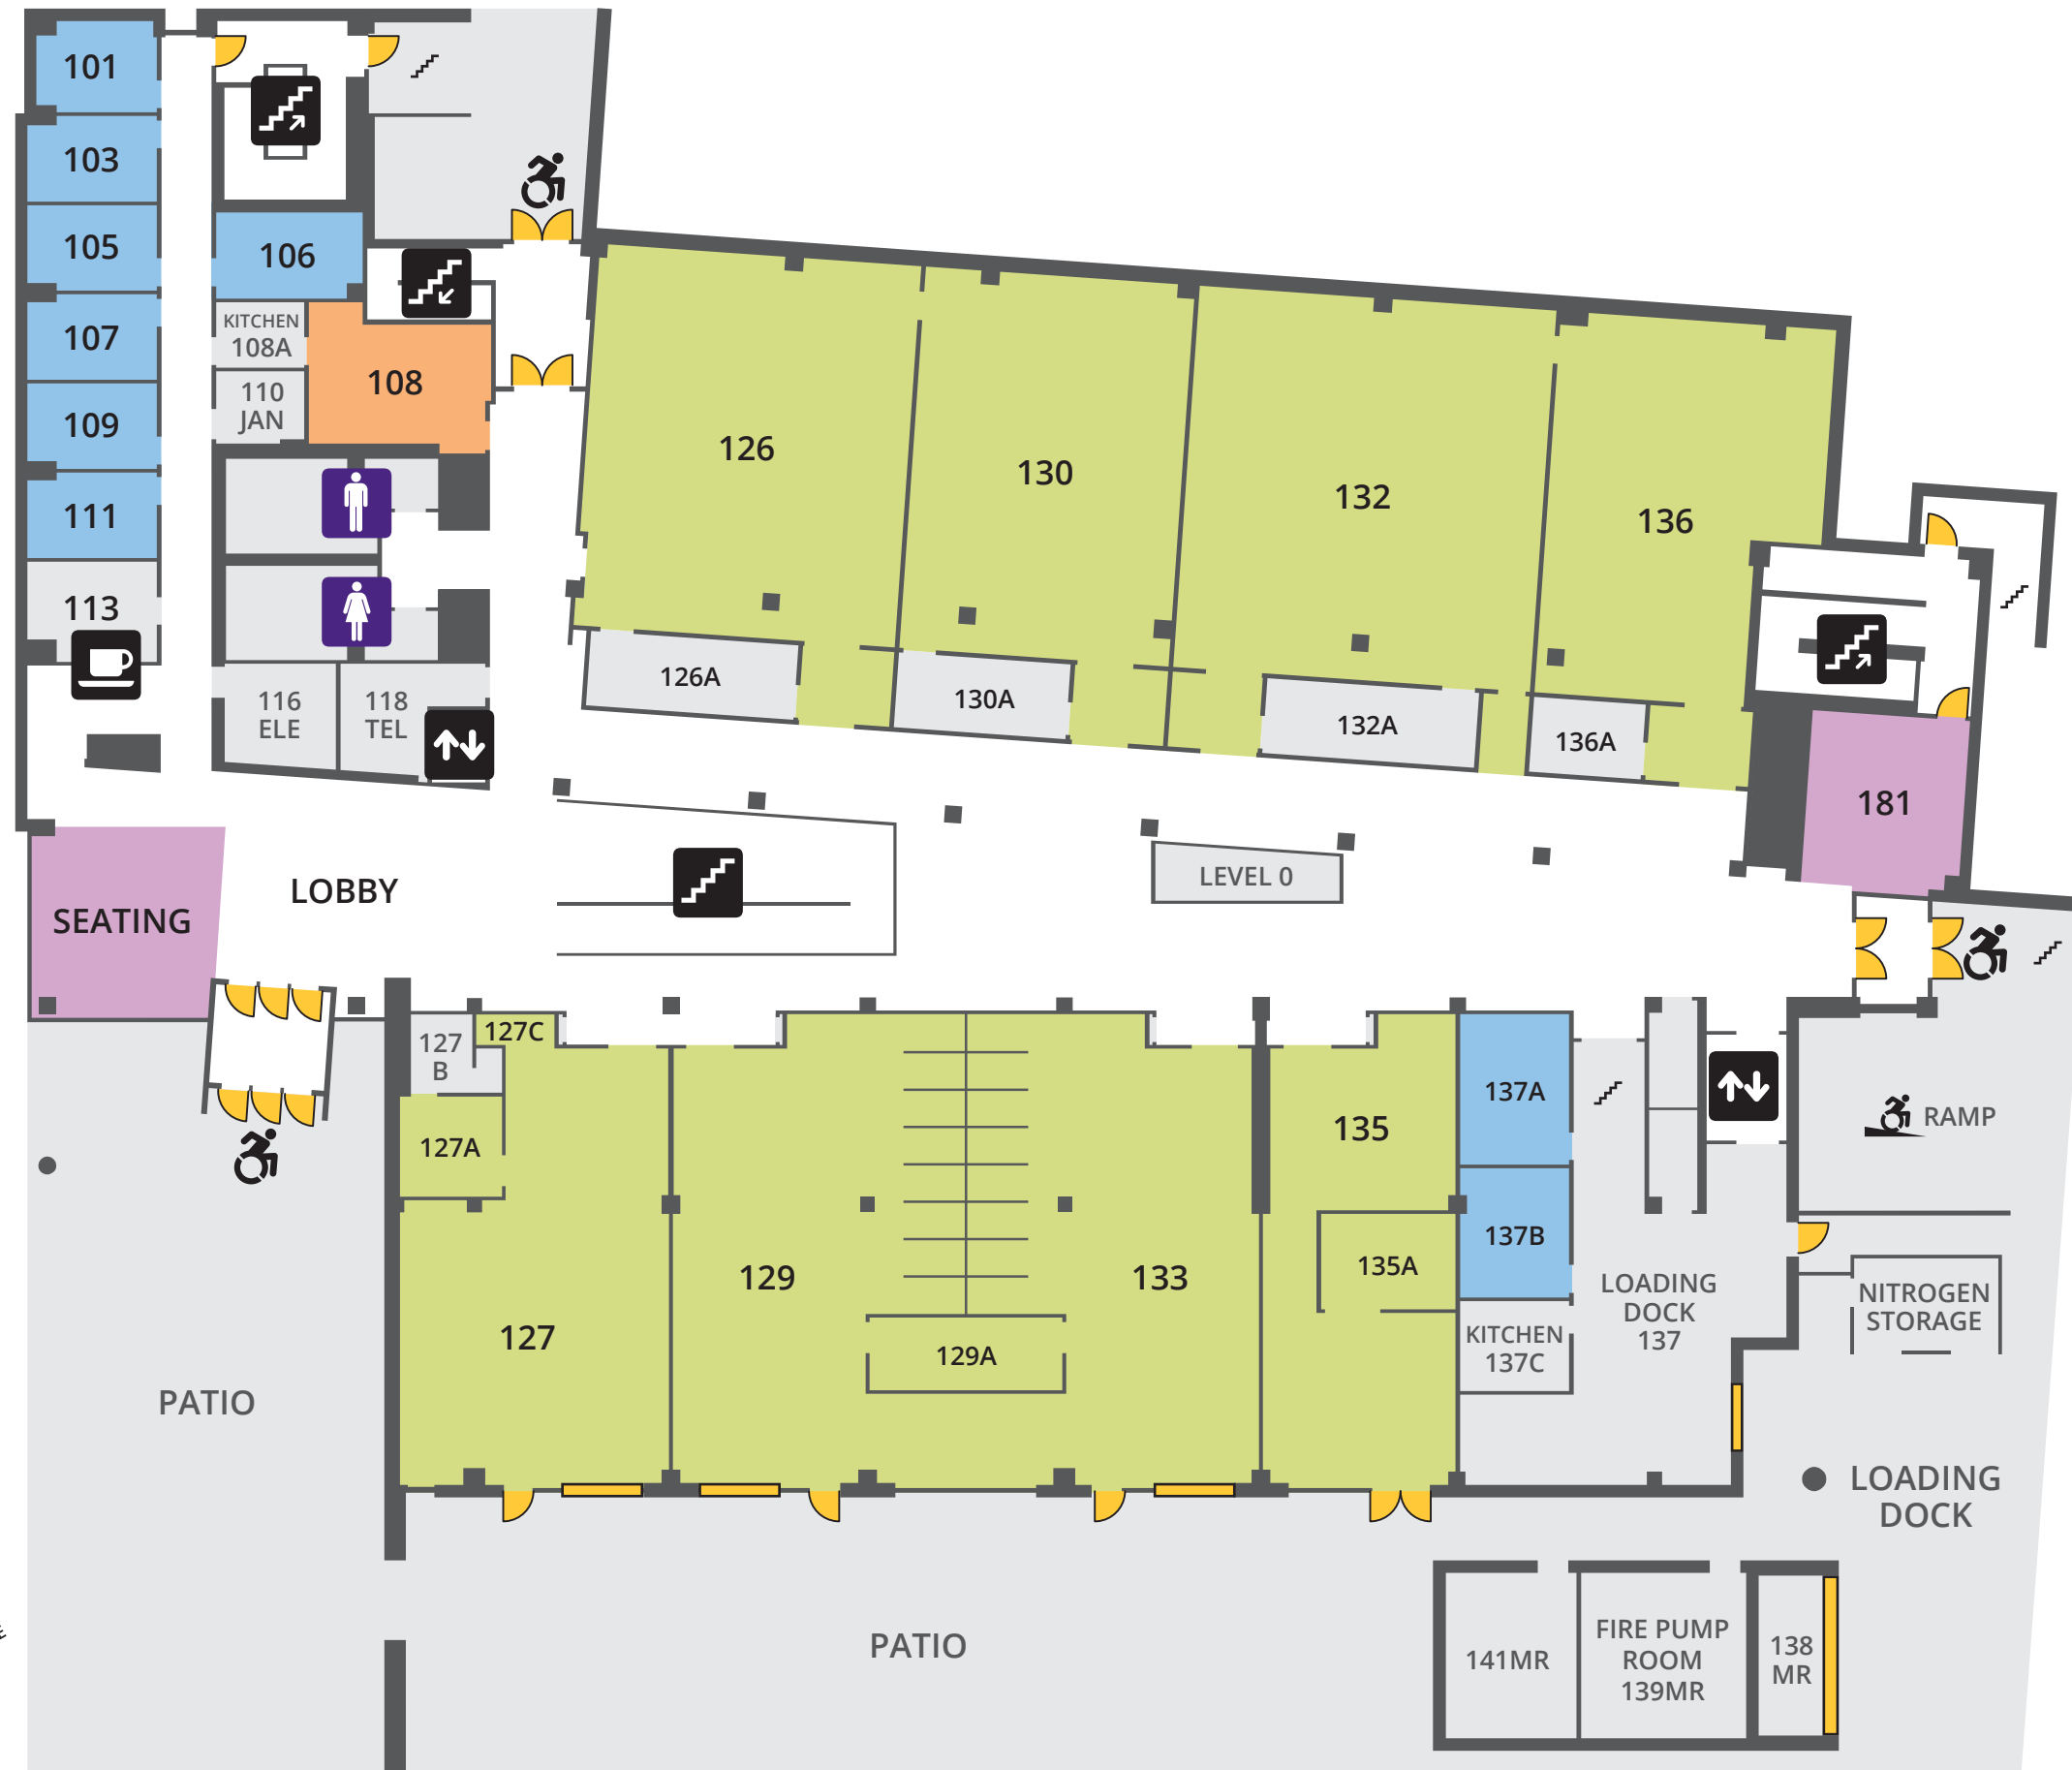 101
103
105
106
107
KITCHEN
108A
108
110
JAN
109
111
113
116
ELE
118
TEL
126
130
132
136
126A
130A
132A
136A
181
LEVEL 0
LOBBY
SEATING
127
B
127C
127A
127
129
133
129A
135
135A
137A
137B
KITCHEN
137C
LOADING
DOCK
137
RAMP
NITROGEN
STORAGE
LOADING
DOCK
PATIO
PATIO
141MR
FIRE PUMP
ROOM
139MR
138
MR